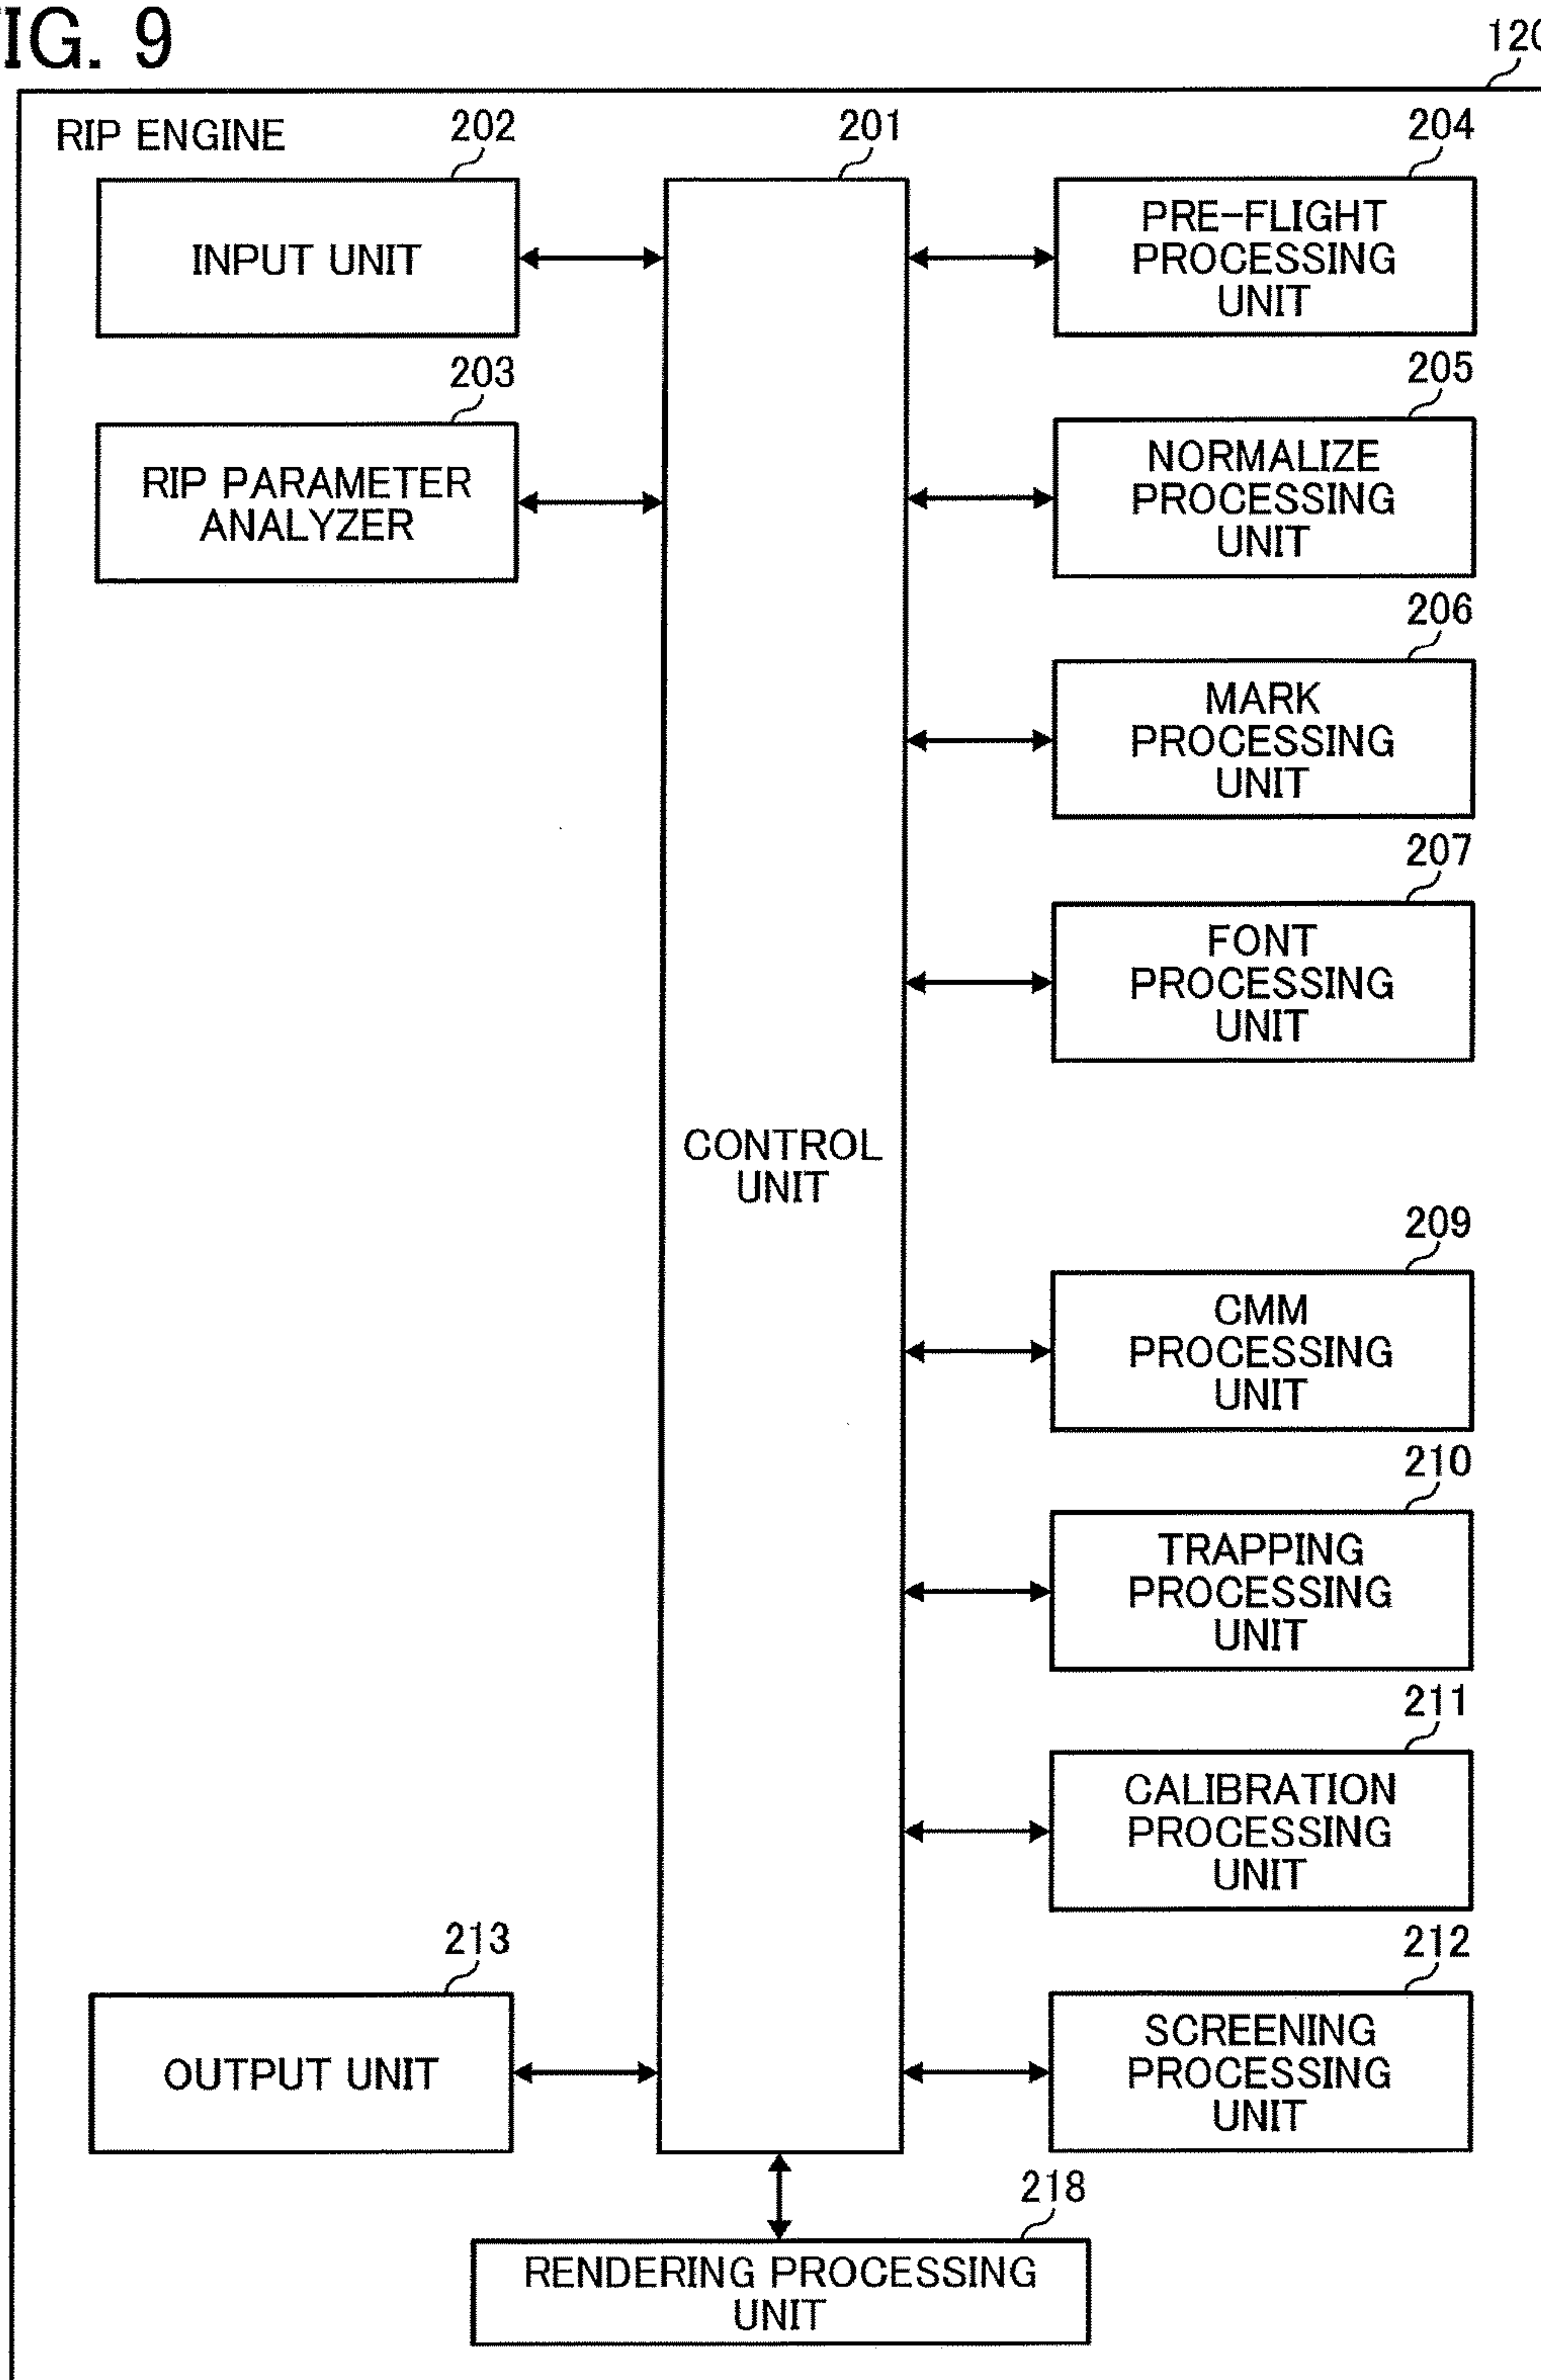 IG. 9
120
RIP ENGINE
202
INPUT UNIT
201
204
PRE-FLIGHT
PROCESSING
UNIT
203
RIP PARAMETER
ANALYZER
205
NORMALIZE
PROCESSING
UNIT
206
MARK
PROCESSING
UNIT
207
FONT
PROCESSING
UNIT
CONTROL
UNIT
209
CMM
PROCESSING
UNIT
210
TRAPPING
PROCESSING
UNIT
211
CALIBRATION
PROCESSING
UNIT
213
OUTPUT UNIT
212
SCREENING
PROCESSING
UNIT
218
RENDERING PROCESSING
UNIT